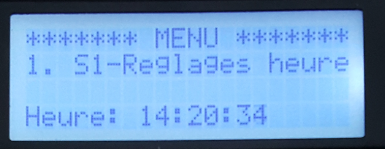 ******* MENU *******
1. S1-Reglages heure
Heure: 14:20:34